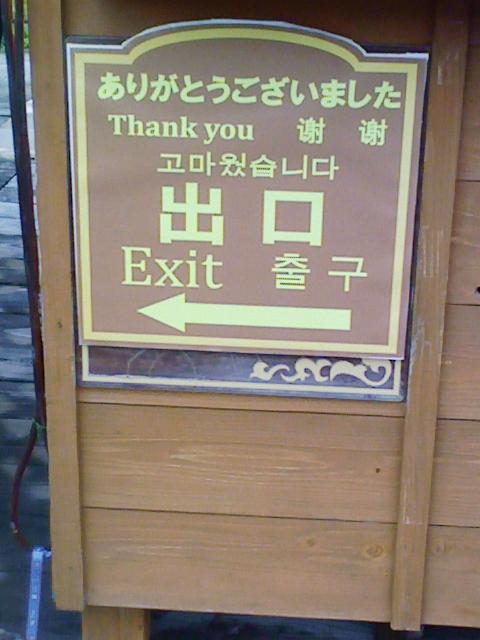 ありがとうございました
Thank you 谢 谢
고마웠습니다
出 口
Exit 출 구